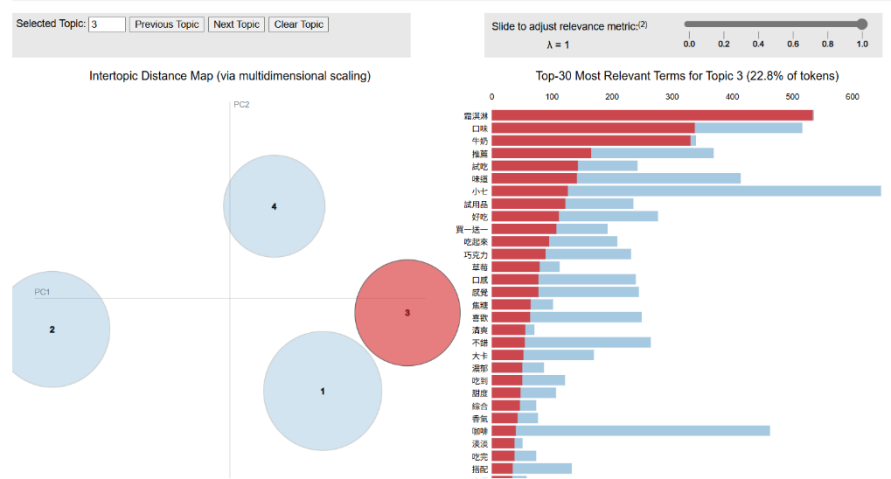 Selected Topic: 3 Previous Topic Next Topic Clear Topic
Slide to adjust relevance metric:(2)
λ = 1
0.0 0.2 0.4 0.6 0.8 1.0
Intertopic Distance Map (via multidimensional scaling)
PC2
PC1
4
2
3
1
Top-30 Most Relevant Terms for Topic 3 (22.8% of tokens)
0 100 200 300 400 500 600
霜淇淋
口味
牛奶
推薦
試吃
味道
小七
試用品
好吃
買一送一
吃起來
巧克力
草莓
口感
感覺
焦糖
喜歡
清爽
不錯
大卡
濃郁
吃到
甜度
綜合
香氣
咖啡
淡淡
吃完
搭配